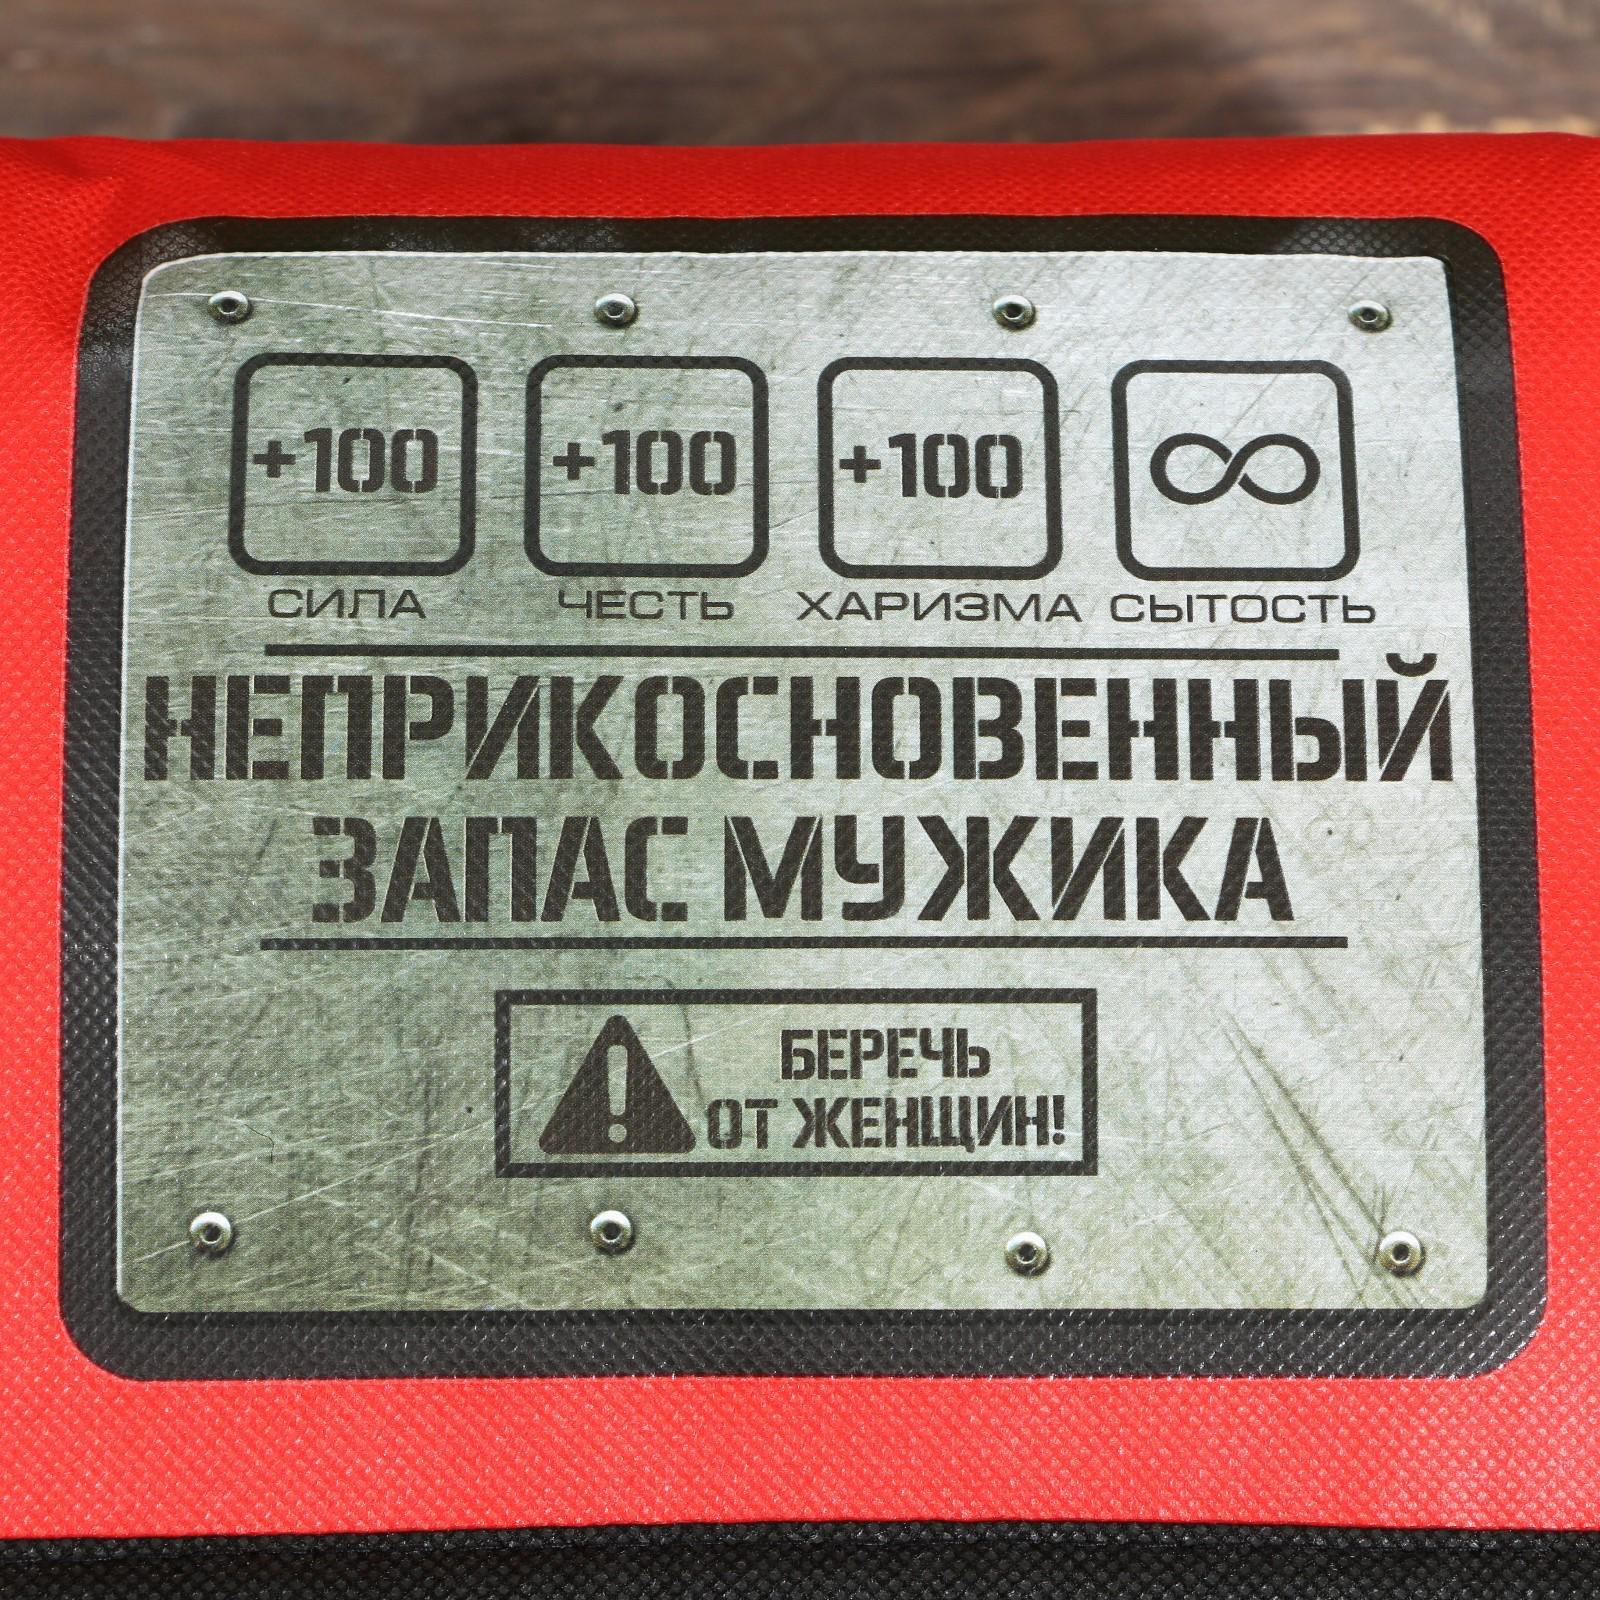 +100 +100 +100 ∞
СИЛА ЧЕСТЬ ХАРИЗМА СЫТОСТЬ
НЕПРИКОСНОВЕННЫЙ
ЗАПАС МУЖИКА
БЕРЕЧЬ
ОТ ЖЕНЩИН!